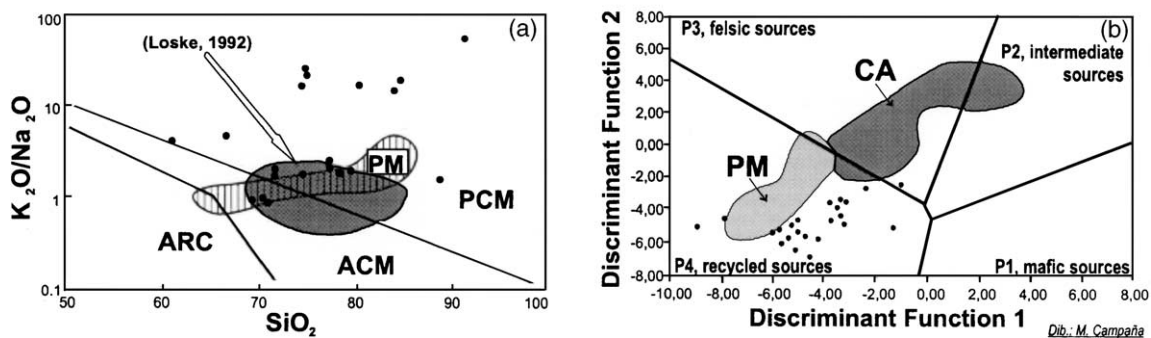 (a)
(Loske, 1992)
100
10
1
0.1
K2O/Na2O
PM
PCM
ARC
ACM
50 60 70 80 90 100
SiO2
(b)
8,00
6,00
4,00
2,00
0,00
-2,00
-4,00
-6,00
-8,00
Discriminant Function 2
P3, felsic sources
P2, intermediate
sources
CA
PM
P4, recycled sources
P1, mafic sources
-10,00 -8,00 -6,00 -4,00 -2,00 0,00 2,00 4,00 6,00 8,00
Discriminant Function 1
Dib.: M. Campaña